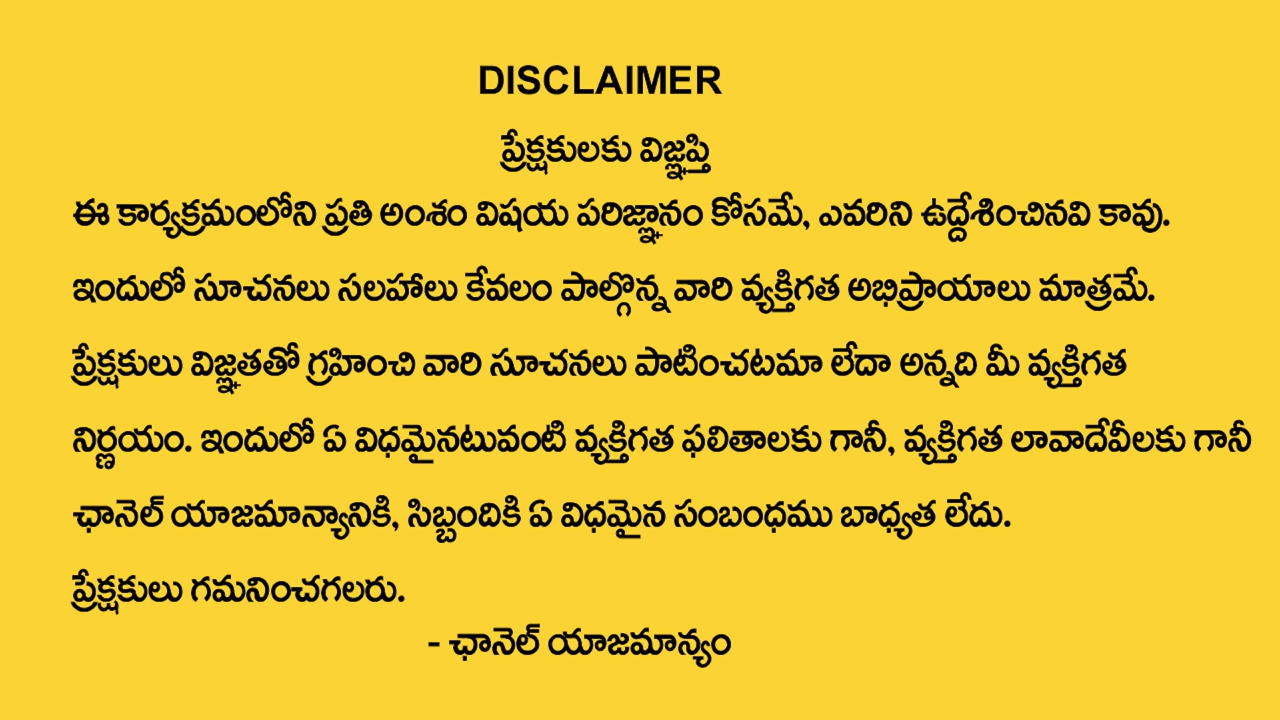 DISCLAIMER
ప్రేక్షకులకు విజ్ఞప్తి
ఈ కార్యక్రమంలోని ప్రతి అంశం విషయ పరిజ్ఞానం కోసమే, ఎవరిని ఉద్దేశించినవి కావు.
ఇందులో సూచనలు సలహాలు కేవలం పాల్గొన్న వారి వ్యక్తిగత అభిప్రాయాలు మాత్రమే.
ప్రేక్షకులు విజ్ఞతతో గ్రహించి వారి సూచనలు పాటించటమా లేదా అన్నది మీ వ్యక్తిగత
నిర్ణయం. ఇందులో ఏ విధమైనటువంటి వ్యక్తిగత ఫలితాలకు గానీ, వ్యక్తిగత లావాదేవీలకు గానీ
ఛానెల్ యాజమాన్యానికి, సిబ్బందికి ఏ విధమైన సంబంధము బాధ్యత లేదు.
ప్రేక్షకులు గమనించగలరు.
- ఛానెల్ యాజమాన్యం